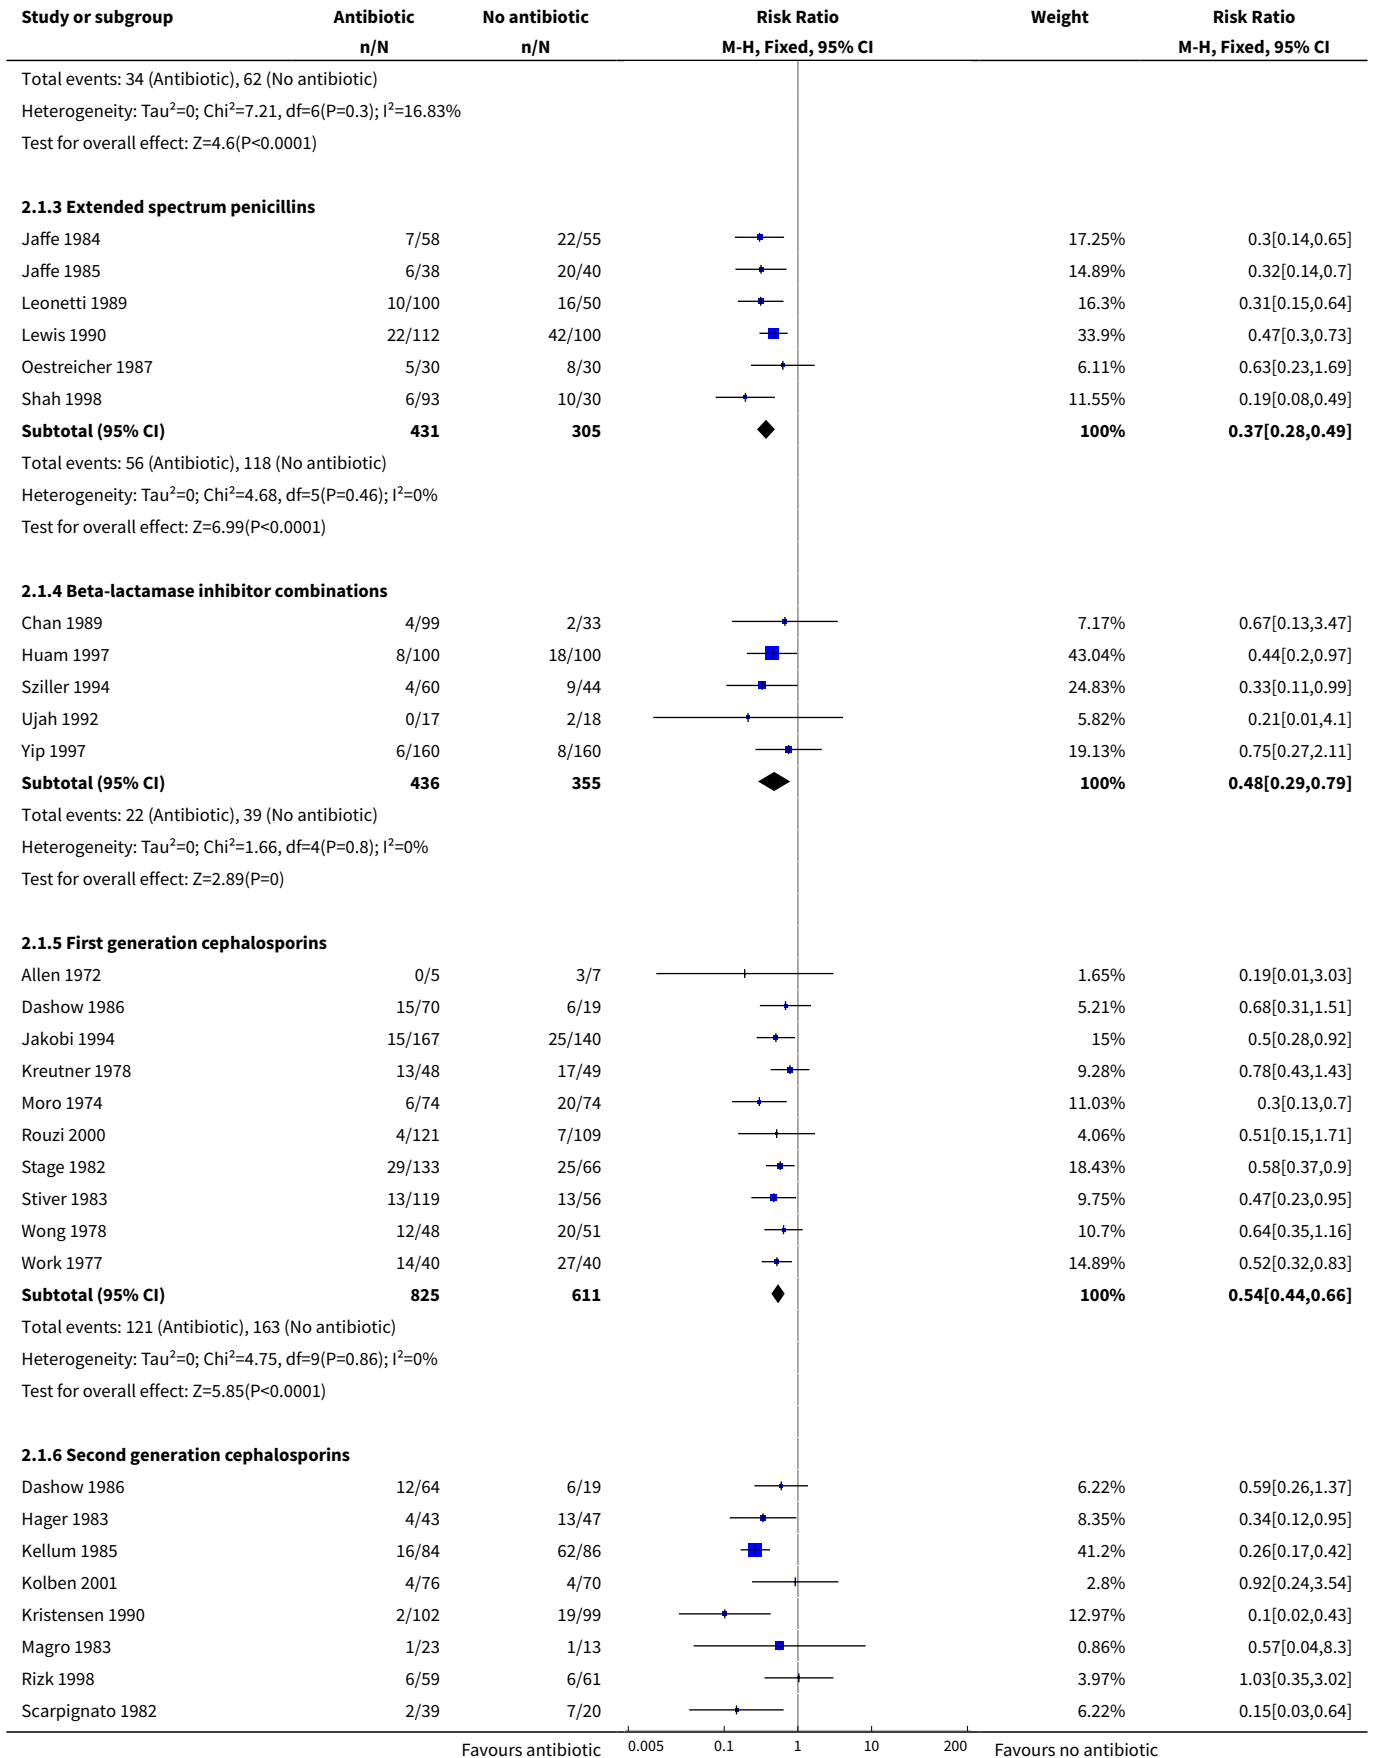 Study or subgroup Antibiotic No antibiotic Risk Ratio Weight Risk Ratio
n/N n/N M-H, Fixed, 95% CI M-H, Fixed, 95% CI
Total events: 34 (Antibiotic), 62 (No antibiotic)
Heterogeneity: Tau²=0; Chi²=7.21, df=6(P=0.3); I²=16.83%
Test for overall effect: Z=4.6(P<0.0001)
2.1.3 Extended spectrum penicillins
Jaffe 1984 7/58 22/55 17.25% 0.3[0.14,0.65]
Jaffe 1985 6/38 20/40 14.89% 0.32[0.14,0.7]
Leonetti 1989 10/100 16/50 16.3% 0.31[0.15,0.64]
Lewis 1990 22/112 42/100 33.9% 0.47[0.3,0.73]
Oestreicher 1987 5/30 8/30 6.11% 0.63[0.23,1.69]
Shah 1998 6/93 10/30 11.55% 0.19[0.08,0.49]
Subtotal (95% CI) 431 305 100% 0.37[0.28,0.49]
Total events: 56 (Antibiotic), 118 (No antibiotic)
Heterogeneity: Tau²=0; Chi²=4.68, df=5(P=0.46); I²=0%
Test for overall effect: Z=6.99(P<0.0001)
2.1.4 Beta-lactamase inhibitor combinations
Chan 1989 4/99 2/33 7.17% 0.67[0.13,3.47]
Huam 1997 8/100 18/100 43.04% 0.44[0.2,0.97]
Sziller 1994 4/60 9/44 24.83% 0.33[0.11,0.99]
Ujah 1992 0/17 2/18 5.82% 0.21[0.01,4.1]
Yip 1997 6/160 8/160 19.13% 0.75[0.27,2.11]
Subtotal (95% CI) 436 355 100% 0.48[0.29,0.79]
Total events: 22 (Antibiotic), 39 (No antibiotic)
Heterogeneity: Tau²=0; Chi²=1.66, df=4(P=0.8); I²=0%
Test for overall effect: Z=2.89(P=0)
2.1.5 First generation cephalosporins
Allen 1972 0/5 3/7 1.65% 0.19[0.01,3.03]
Dashow 1986 15/70 6/19 5.21% 0.68[0.31,1.51]
Jakobi 1994 15/167 25/140 15% 0.5[0.28,0.92]
Kreutner 1978 13/48 17/49 9.28% 0.78[0.43,1.43]
Moro 1974 6/74 20/74 11.03% 0.3[0.13,0.7]
Rouzi 2000 4/121 7/109 4.06% 0.51[0.15,1.71]
Stage 1982 29/133 25/66 18.43% 0.58[0.37,0.9]
Stiver 1983 13/119 13/56 9.75% 0.47[0.23,0.95]
Wong 1978 12/48 20/51 10.7% 0.64[0.35,1.16]
Work 1977 14/40 27/40 14.89% 0.52[0.32,0.83]
Subtotal (95% CI) 825 611 100% 0.54[0.44,0.66]
Total events: 121 (Antibiotic), 163 (No antibiotic)
Heterogeneity: Tau²=0; Chi²=4.75, df=9(P=0.86); I²=0%
Test for overall effect: Z=5.85(P<0.0001)
2.1.6 Second generation cephalosporins
Dashow 1986 12/64 6/19 6.22% 0.59[0.26,1.37]
Hager 1983 4/43 13/47 8.35% 0.34[0.12,0.95]
Kellum 1985 16/84 62/86 41.2% 0.26[0.17,0.42]
Kolben 2001 4/76 4/70 2.8% 0.92[0.24,3.54]
Kristensen 1990 2/102 19/99 12.97% 0.1[0.02,0.43]
Magro 1983 1/23 1/13 0.86% 0.57[0.04,8.3]
Rizk 1998 6/59 6/61 3.97% 1.03[0.35,3.02]
Scarpignato 1982 2/39 7/20 6.22% 0.15[0.03,0.64]
Favours antibiotic 0.005 0.1 1 10 200 Favours no antibiotic